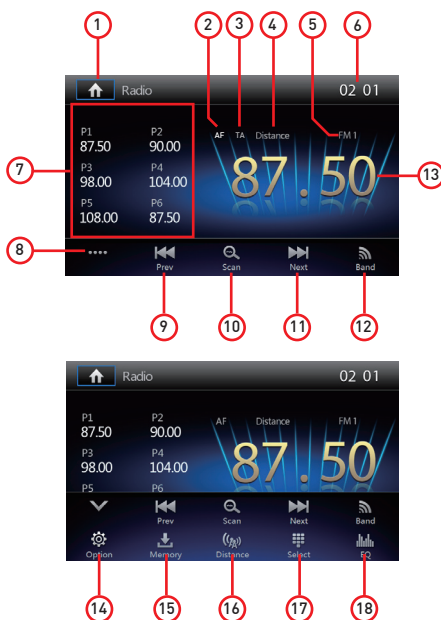 1 2 3 4 5 6
Radio 02 01
AF TA Distance FM 1
P1 P2
87.50 90.00
P3 P4
98.00 104.00
P5 P6
108.00 87.50
87.50
7
13
8
Prev Scan Next Band
9 10 11 12
Radio 02 01
AF Distance FM 1
P1 P2
87.50 90.00
P3 P4
98.00 104.00
P5 P6
87.50
Prev Scan Next Band
Option Memory Distance Select EQ
14 15 16 17 18